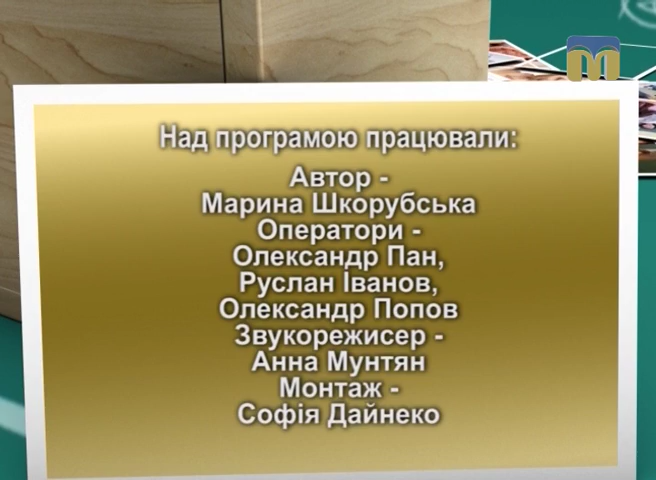 Над програмою працювали:
Автор -
Марина Шкорубська
Оператори -
Олександр Пан,
Руслан Іванов,
Олександр Попов
Звукорежисер -
Анна Мунтян
Монтаж -
Софія Дайнеко